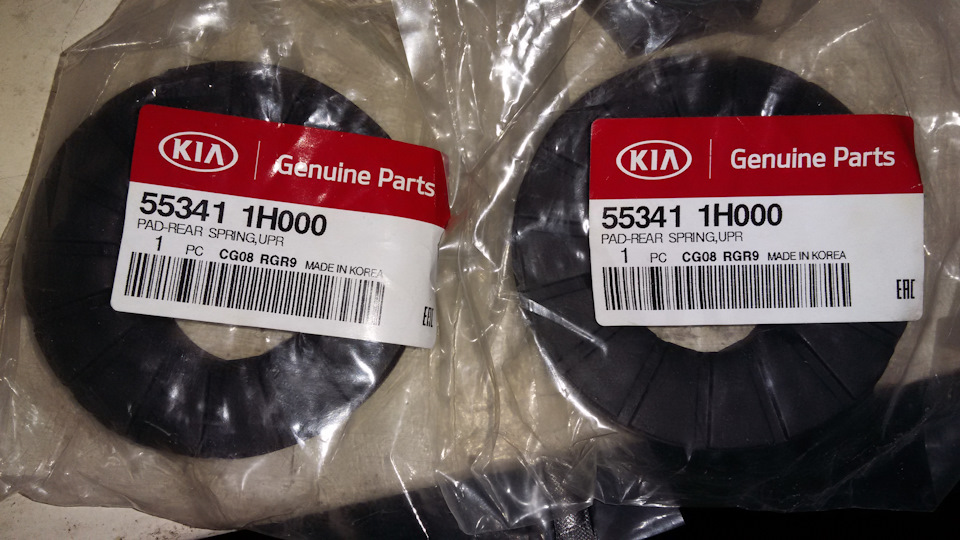 KIA Genuine Parts
55341 1H000
PAD-REAR SPRING,UPR
1 PC CG08 RGR9 MADE IN KOREA
EAC
KIA Genuine Parts
55341 1H000
PAD-REAR SPRING,UPR
1 PC CG08 RGR9 MADE IN KOREA
EAC